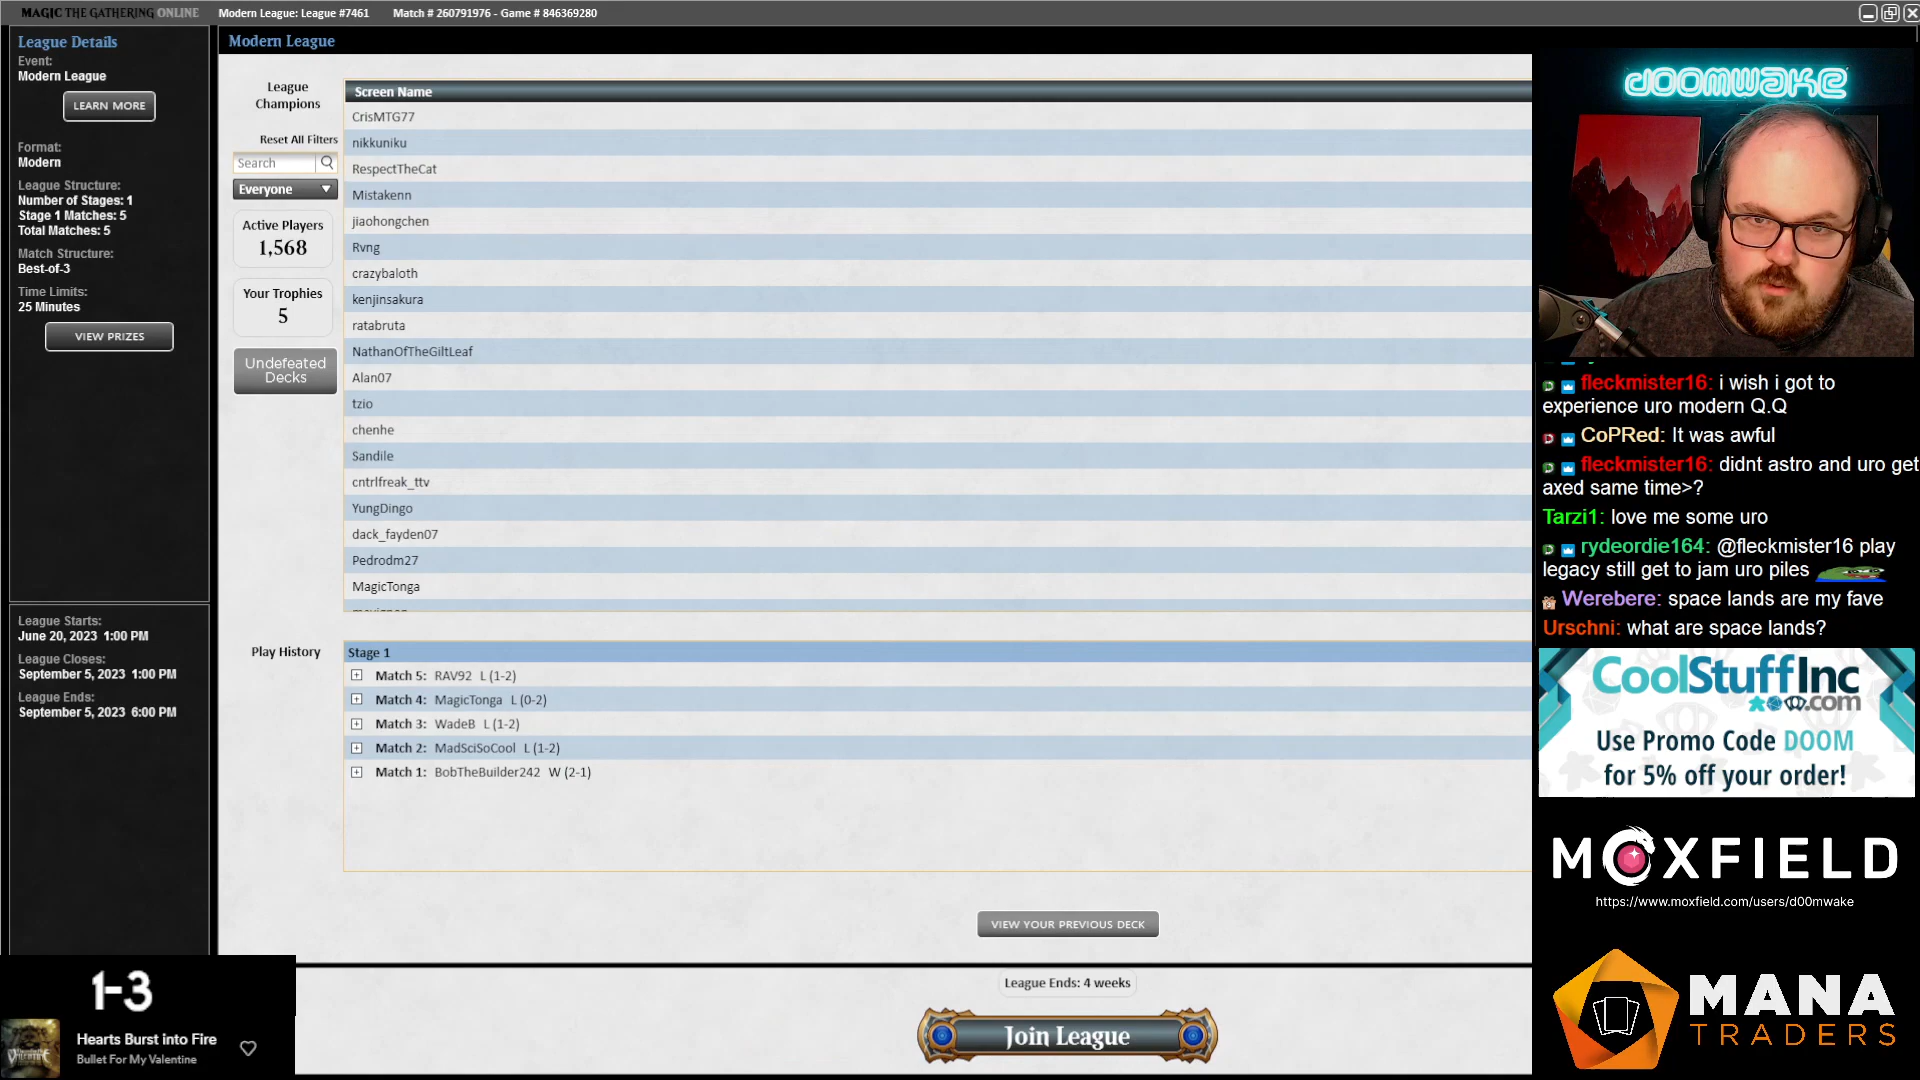 MAGIC THE GATHERING ONLINE
Modern League: League #7461
Match # 260791976 - Game # 846369280
League Details
Event:
Modern League
LEARN MORE
Format:
Modern
League Structure:
Number of Stages: 1
Stage 1 Matches: 5
Total Matches: 5
Match Structure:
Best-of-3
Time Limits:
25 Minutes
VIEW PRIZES
League Starts:
June 20, 2023 1:00 PM
League Closes:
September 5, 2023 1:00 PM
League Ends:
September 5, 2023 6:00 PM
Modern League
League
Champions
Reset All Filters
Search
Everyone
Active Players
1,568
Your Trophies
5
Undefeated
Decks
Screen Name
CrisMTG77
nikkuniku
RespectTheCat
Mistakenn
jiaohongchen
Rvng
crazybaloth
kenjinsakura
ratabruta
NathanOfTheGiltLeaf
Alan07
tzio
chenhe
Sandile
cntrlfreak_ttv
YungDingo
dack_fayden07
Pedrodm27
MagicTonga
Play History
Stage 1
Match 5: RAV92 L (1-2)
Match 4: MagicTonga L (0-2)
Match 3: WadeB L (1-2)
Match 2: MadSciSoCool L (1-2)
Match 1: BobTheBuilder242 W (2-1)
VIEW YOUR PREVIOUS DECK
League Ends: 4 weeks
Join League
1-3
Hearts Burst into Fire
Bullet For My Valentine
doomwake
fleckmister16: i wish i got to
experience uro modern Q.Q
CoPRed: It was awful
fleckmister16: didnt astro and uro get
axed same time>?
Tarzi1: love me some uro
rydeordie164: @fleckmister16 play
legacy still get to jam uro piles
Werebere: space lands are my fave
Urschni: what are space lands?
CoolStuffInc
.com
Use Promo Code DOOM
for 5% off your order!
MOXFIELD
https://www.moxfield.com/users/d00mwake
MANA
TRADERS